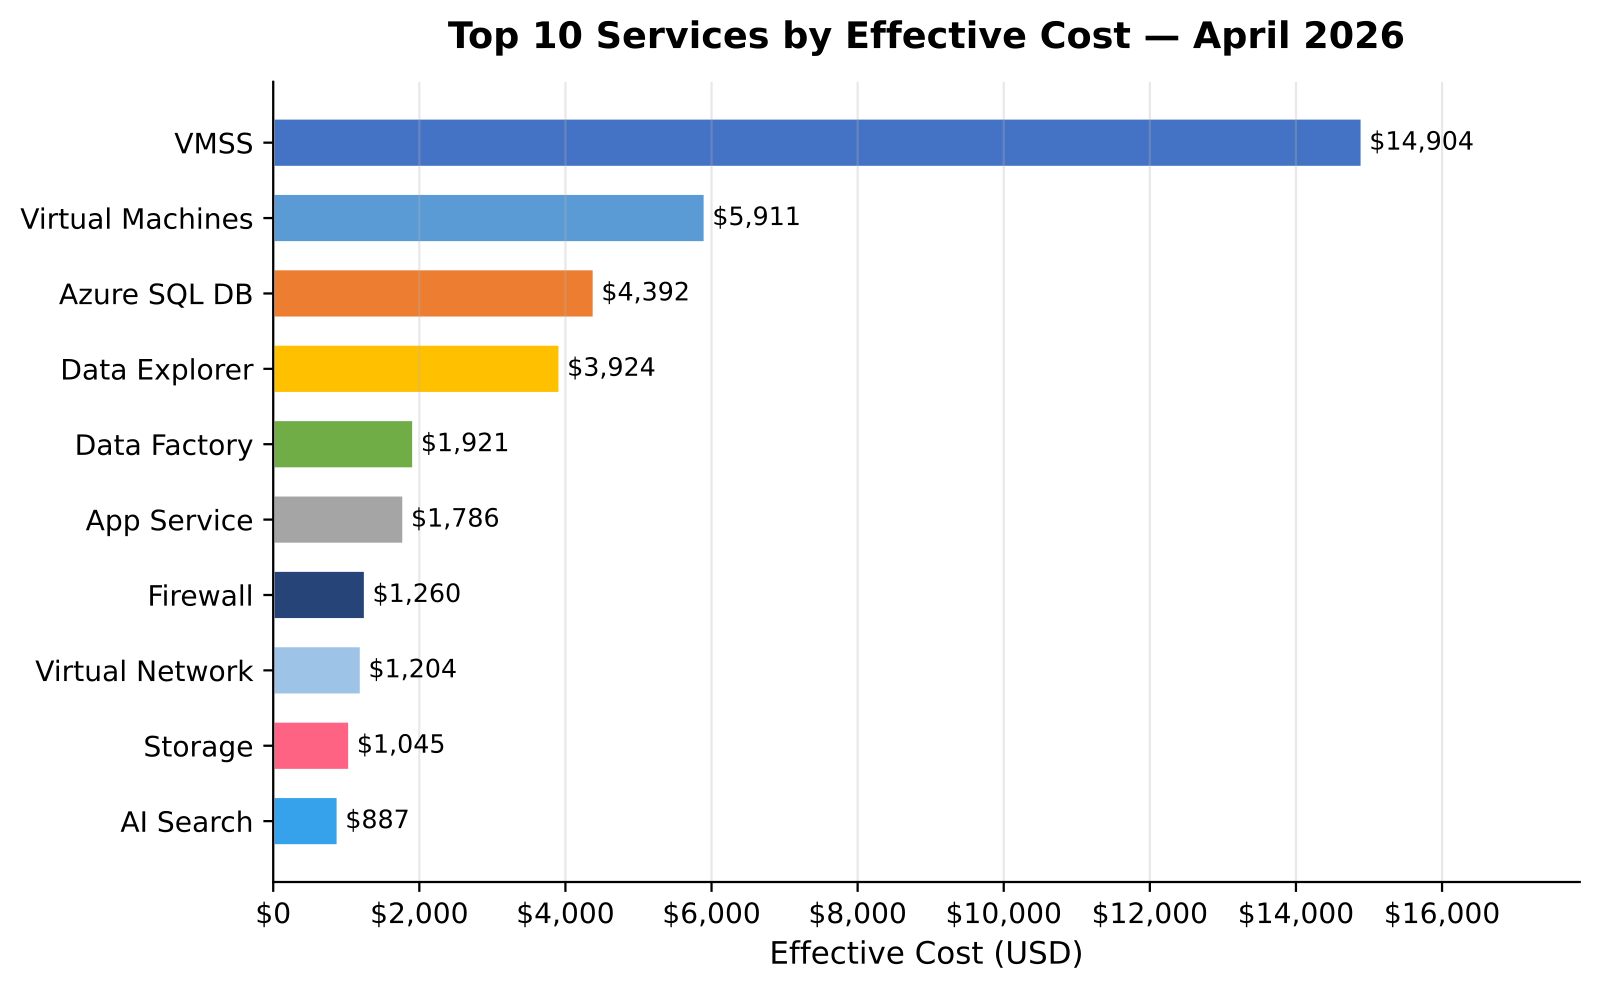 Top 10 Services by Effective Cost — April 2026
VMSS $14,904
Virtual Machines $5,911
Azure SQL DB $4,392
Data Explorer $3,924
Data Factory $1,921
App Service $1,786
Firewall $1,260
Virtual Network $1,204
Storage $1,045
AI Search $887
$0 $2,000 $4,000 $6,000 $8,000 $10,000 $12,000 $14,000 $16,000
Effective Cost (USD)